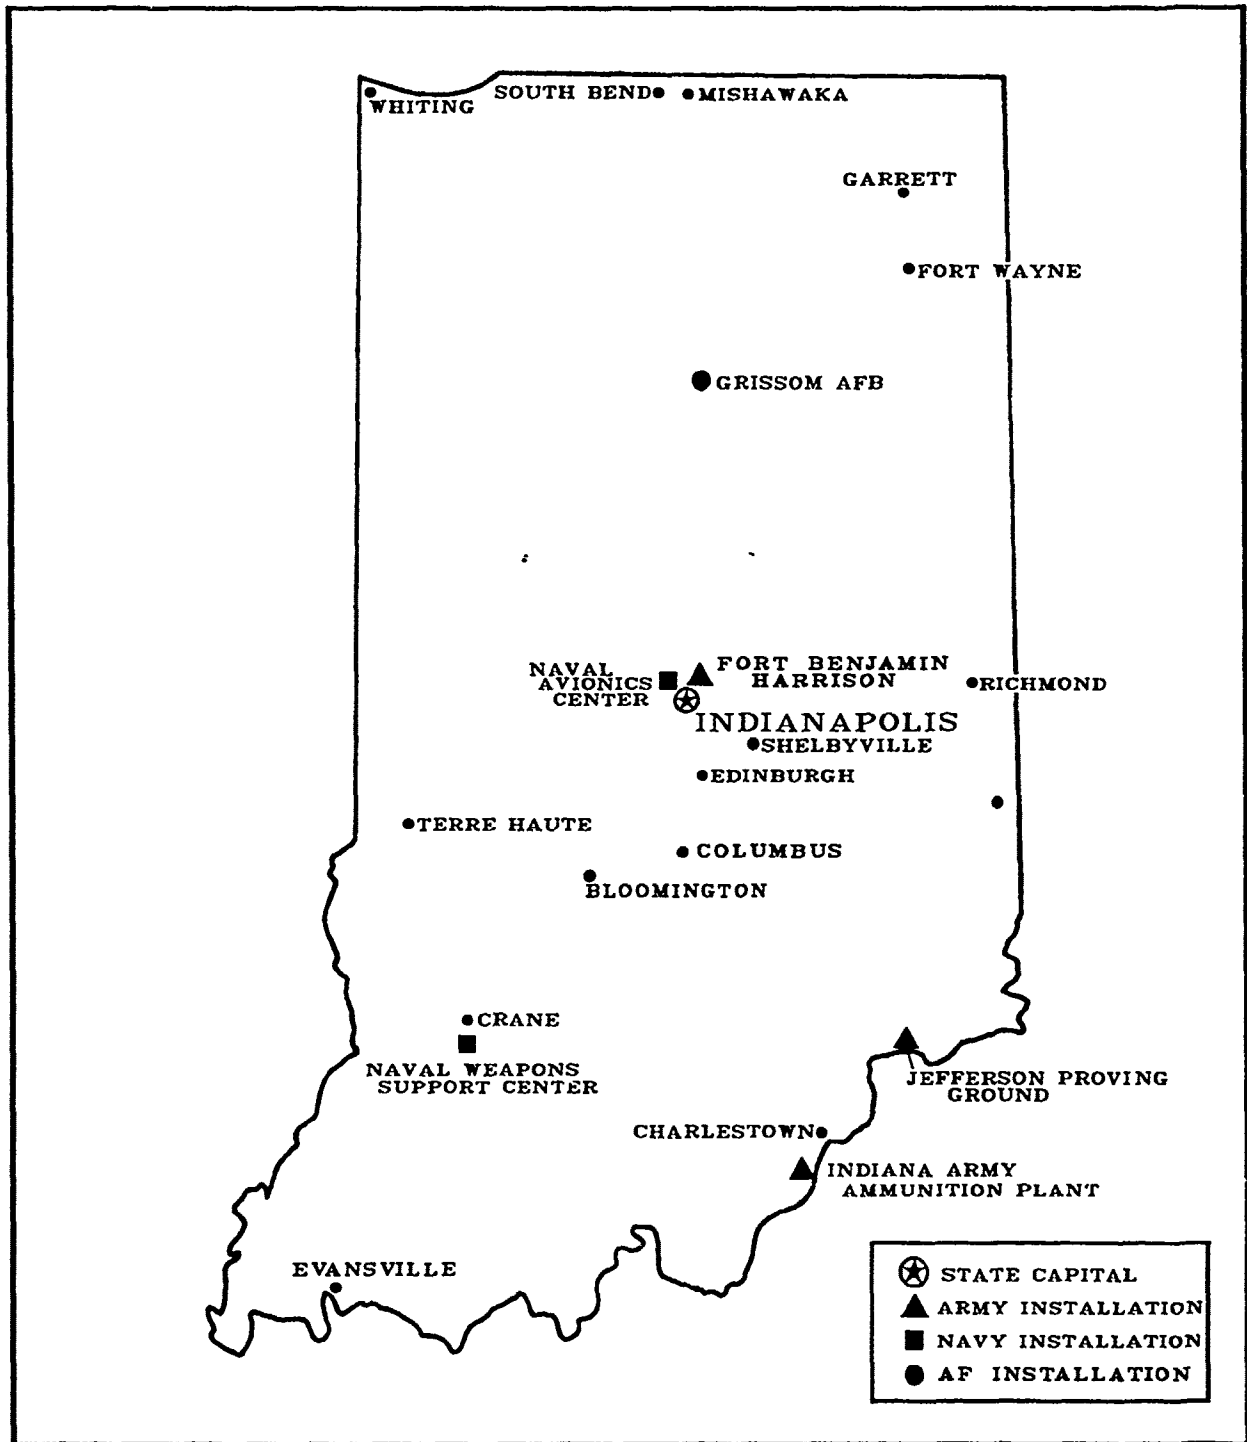 WHITING
SOUTH BEND
MISHAWAKA
GARRETT
FORT WAYNE
GRISSOM AFB
NAVAL
AVIONICS
CENTER
FORT BENJAMIN
HARRISON
RICHMOND
INDIANAPOLIS
SHELBYVILLE
EDINBURGH
TERRE HAUTE
COLUMBUS
BLOOMINGTON
CRANE
NAVAL WEAPONS
SUPPORT CENTER
JEFFERSON PROVING
GROUND
CHARLESTOWN
INDIANA ARMY
AMMUNITION PLANT
EVANSVILLE
STATE CAPITAL
ARMY INSTALLATION
NAVY INSTALLATION
AF INSTALLATION